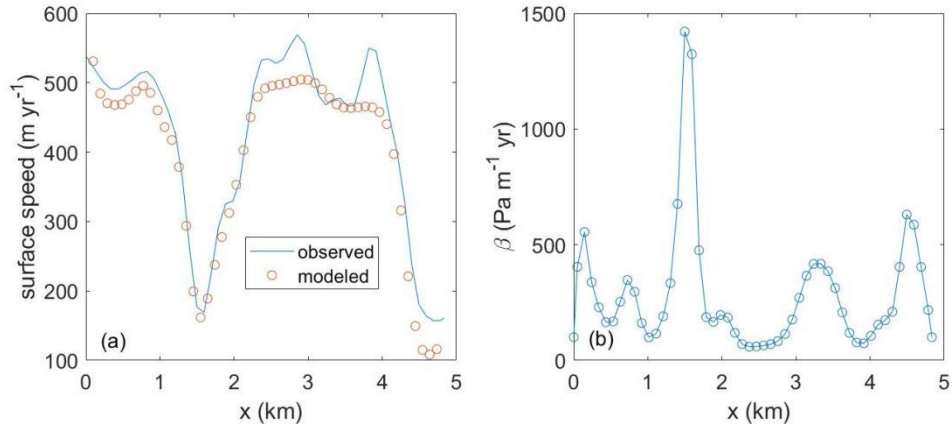 600
500
400
300
200
100
surface speed (m yr⁻¹)
observed
modeled
(a)
0 1 2 3 4 5
x (km)
1500
1000
500
0
β (Pa m⁻¹ yr)
(b)
0 1 2 3 4 5
x (km)